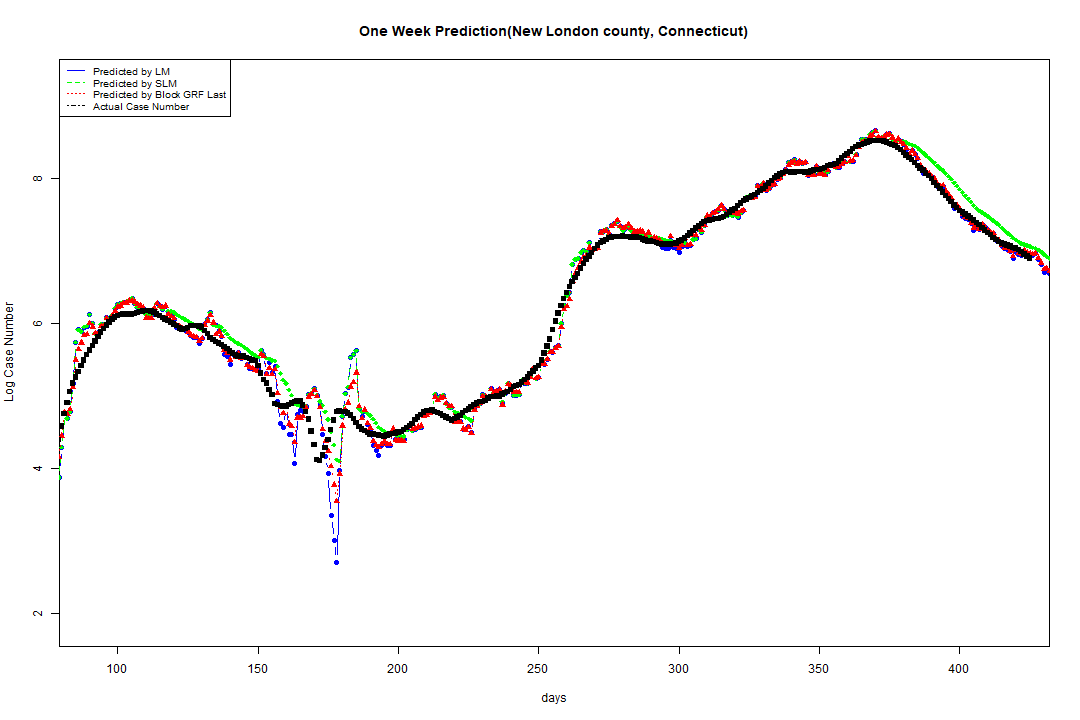 One Week Prediction(New London county, Connecticut)
Predicted by LM
Predicted by SLM
Predicted by Block GRF Last
Actual Case Number
Log Case Number
8
6
4
2
100 150 200 250 300 350 400
days